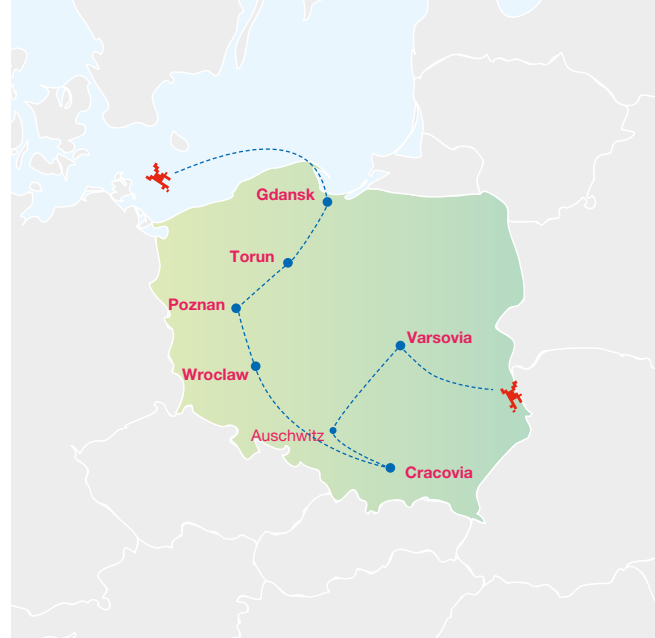 Gdansk
Torun
Poznan
Varsovia
Wroclaw
Auschwitz
Cracovia